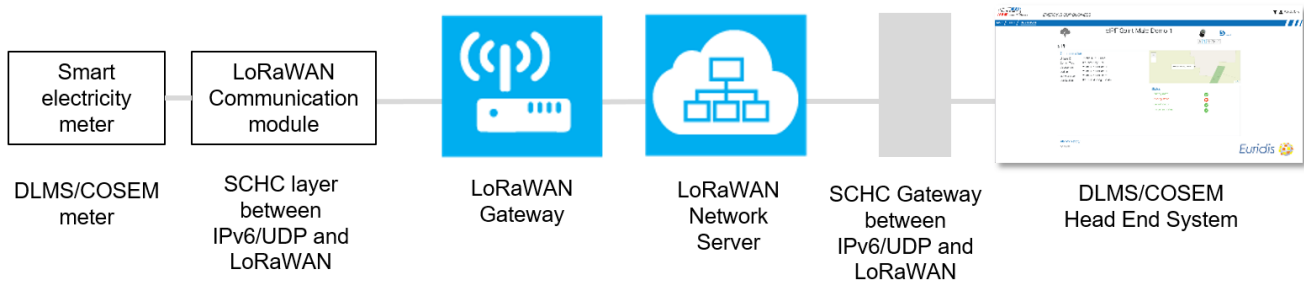 Smart
electricity
meter
LoRaWAN
Communication
module
DLMS/COSEM
meter
SCHC layer
between
IPv6/UDP and
LoRaWAN
LoRaWAN
Gateway
LoRaWAN
Network
Server
SCHC Gateway
between
IPv6/UDP and
LoRaWAN
Euridis
DLMS/COSEM
Head End System